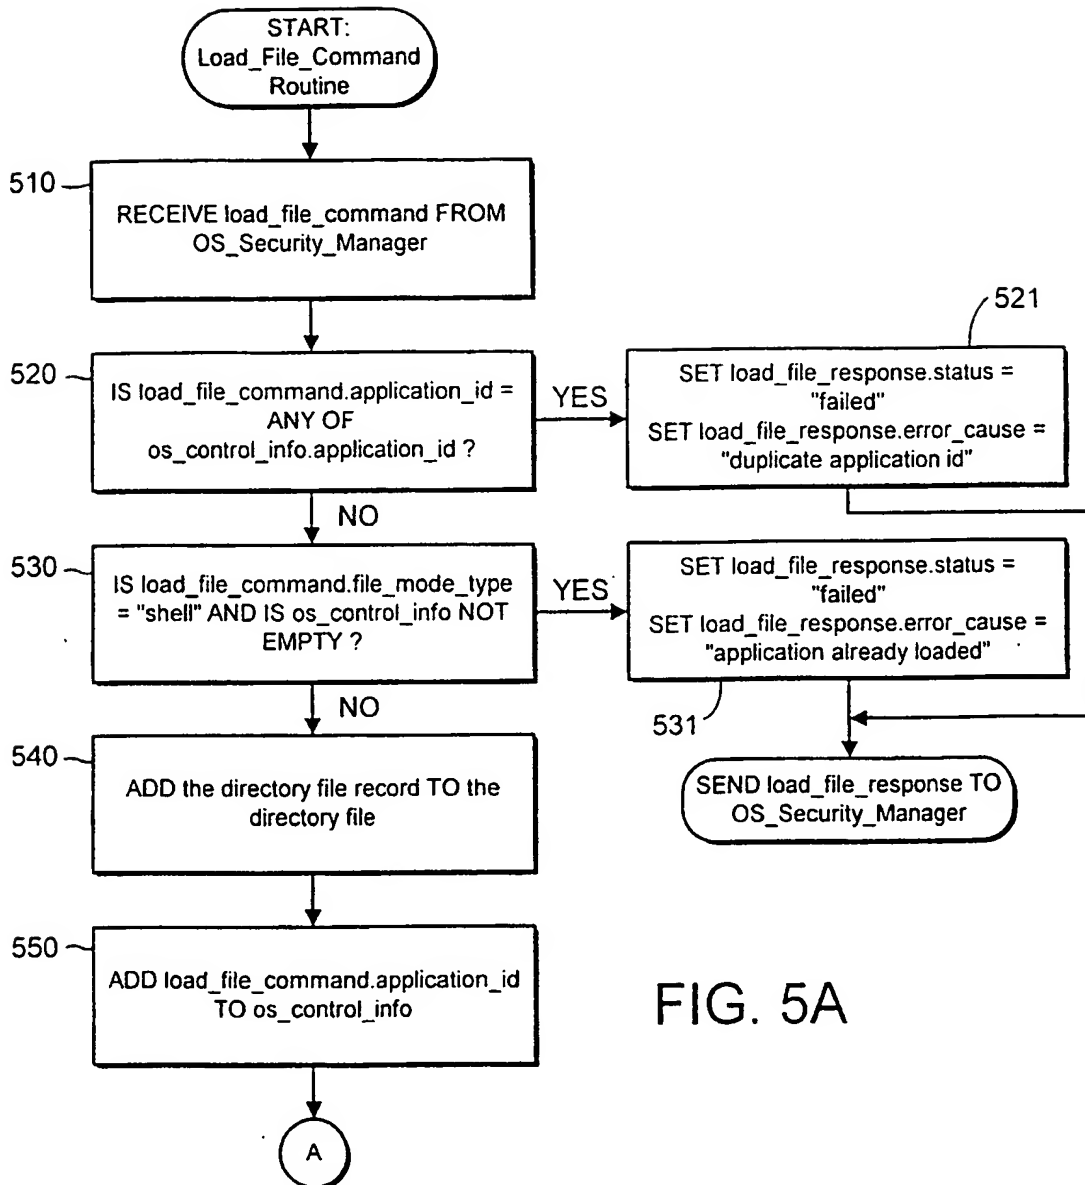 START:
Load_File_Command
Routine
510
RECEIVE load_file_command FROM
OS_Security_Manager
520
IS load_file_command.application_id =
ANY OF
os_control_info.application_id ?
YES
521
SET load_file_response.status =
"failed"
SET load_file_response.error_cause =
"duplicate application id"
NO
530
IS load_file_command.file_mode_type
= "shell" AND IS os_control_info NOT
EMPTY ?
YES
SET load_file_response.status =
"failed"
SET load_file_response.error_cause =
"application already loaded"
531
NO
SEND load_file_response TO
OS_Security_Manager
540
ADD the directory file record TO the
directory file
550
ADD load_file_command.application_id
TO os_control_info
A
FIG. 5A